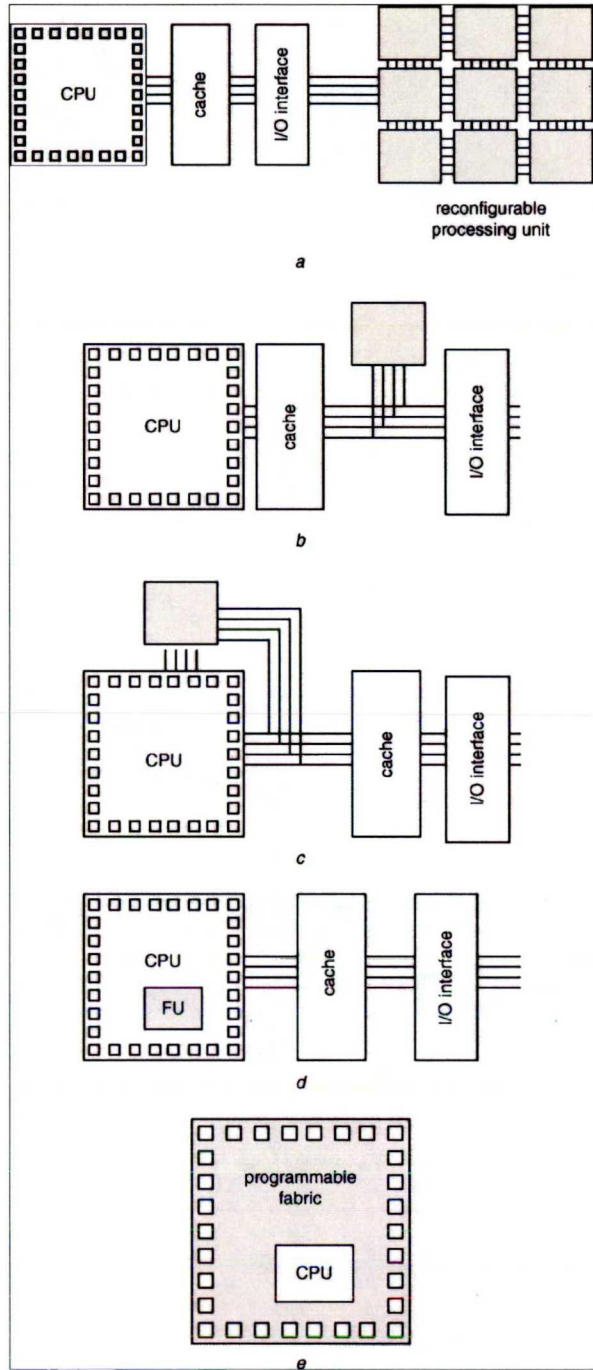 CPU
cache
I/O interface
reconfigurable
processing unit
a
CPU
cache
I/O interface
b
CPU
cache
I/O interface
c
CPU
FU
cache
I/O interface
d
programmable
fabric
CPU
e